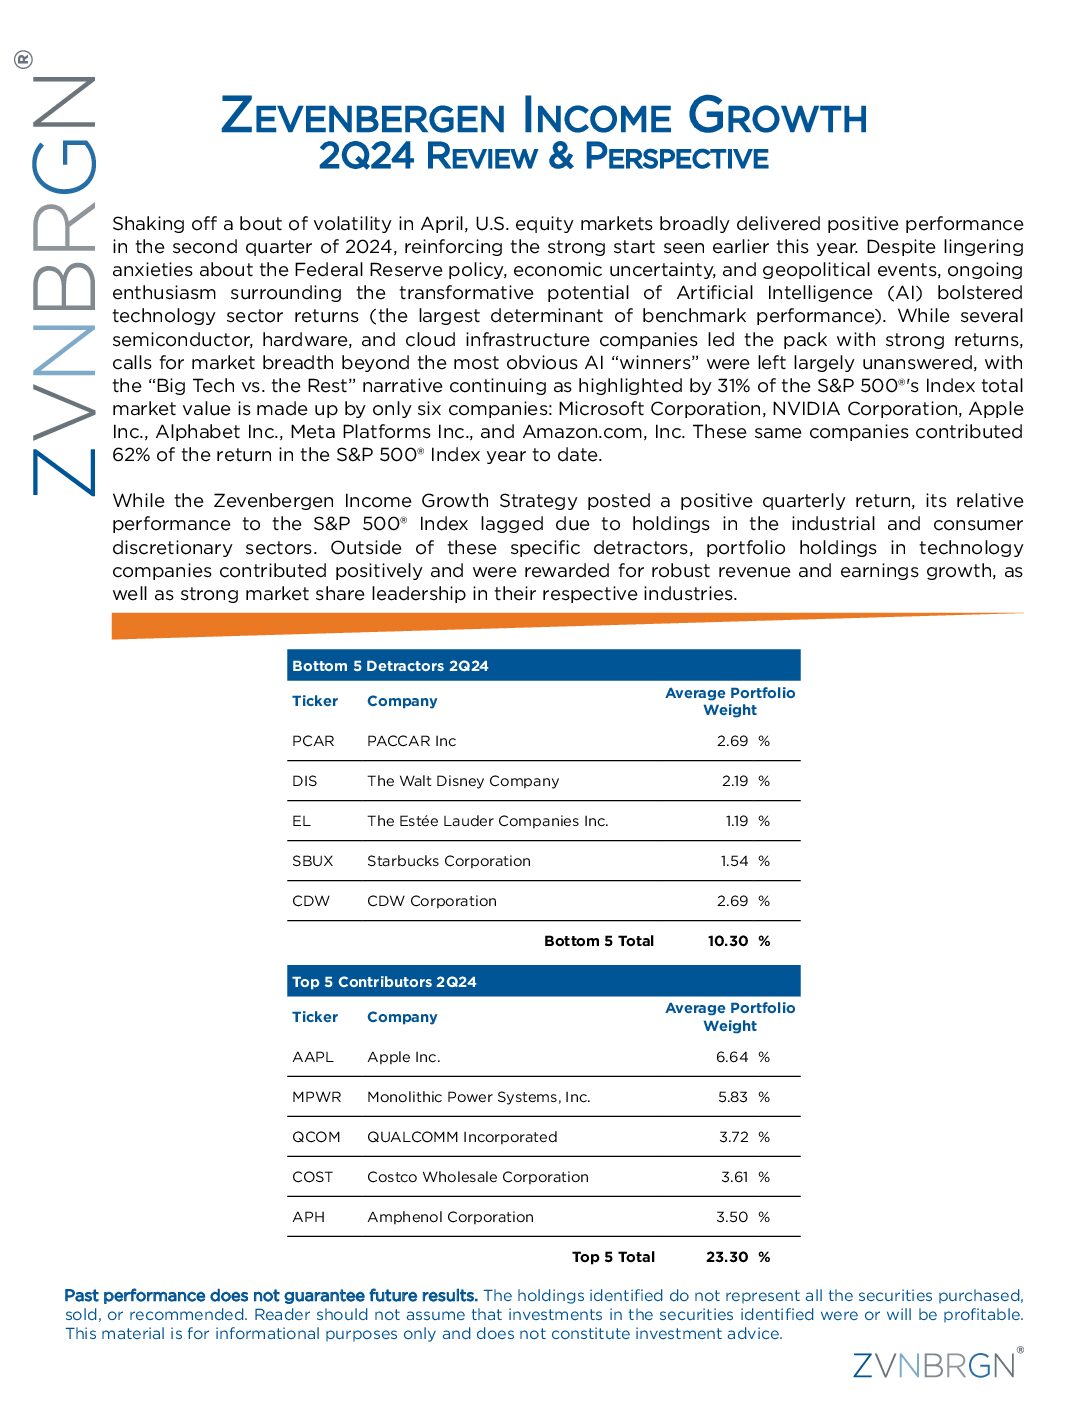 ZVNBRGN®
ZEVENBERGEN INCOME GROWTH
2Q24 REVIEW & PERSPECTIVE
Shaking off a bout of volatility in April, U.S. equity markets broadly delivered positive performance
in the second quarter of 2024, reinforcing the strong start seen earlier this year. Despite lingering
anxieties about the Federal Reserve policy, economic uncertainty, and geopolitical events, ongoing
enthusiasm surrounding the transformative potential of Artificial Intelligence (AI) bolstered
technology sector returns (the largest determinant of benchmark performance). While several
semiconductor, hardware, and cloud infrastructure companies led the pack with strong returns,
calls for market breadth beyond the most obvious AI “winners” were left largely unanswered, with
the “Big Tech vs. the Rest” narrative continuing as highlighted by 31% of the S&P 500®'s Index total
market value is made up by only six companies: Microsoft Corporation, NVIDIA Corporation, Apple
Inc., Alphabet Inc., Meta Platforms Inc., and Amazon.com, Inc. These same companies contributed
62% of the return in the S&P 500® Index year to date.
While the Zevenbergen Income Growth Strategy posted a positive quarterly return, its relative
performance to the S&P 500® Index lagged due to holdings in the industrial and consumer
discretionary sectors. Outside of these specific detractors, portfolio holdings in technology
companies contributed positively and were rewarded for robust revenue and earnings growth, as
well as strong market share leadership in their respective industries.
Bottom 5 Detractors 2Q24
Ticker Company Average Portfolio Weight
PCAR PACCAR Inc 2.69 %
DIS The Walt Disney Company 2.19 %
EL The Estée Lauder Companies Inc. 1.19 %
SBUX Starbucks Corporation 1.54 %
CDW CDW Corporation 2.69 %
Bottom 5 Total 10.30 %
Top 5 Contributors 2Q24
Ticker Company Average Portfolio Weight
AAPL Apple Inc. 6.64 %
MPWR Monolithic Power Systems, Inc. 5.83 %
QCOM QUALCOMM Incorporated 3.72 %
COST Costco Wholesale Corporation 3.61 %
APH Amphenol Corporation 3.50 %
Top 5 Total 23.30 %
Past performance does not guarantee future results. The holdings identified do not represent all the securities purchased,
sold, or recommended. Reader should not assume that investments in the securities identified were or will be profitable.
This material is for informational purposes only and does not constitute investment advice.
ZVNBRGN®